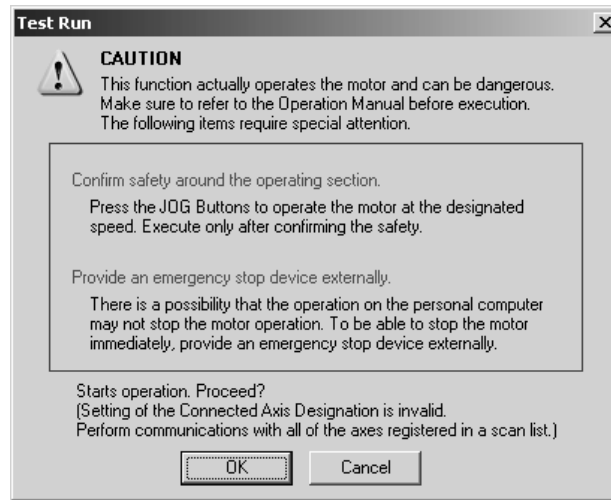 Test Run
CAUTION
This function actually operates the motor and can be dangerous.
Make sure to refer to the Operation Manual before execution.
The following items require special attention.
Confirm safety around the operating section.
Press the JOG Buttons to operate the motor at the designated
speed. Execute only after confirming the safety.
Provide an emergency stop device externally.
There is a possibility that the operation on the personal computer
may not stop the motor operation. To be able to stop the motor
immediately, provide an emergency stop device externally.
Starts operation. Proceed?
(Setting of the Connected Axis Designation is invalid.
Perform communications with all of the axes registered in a scan list.)
OK Cancel